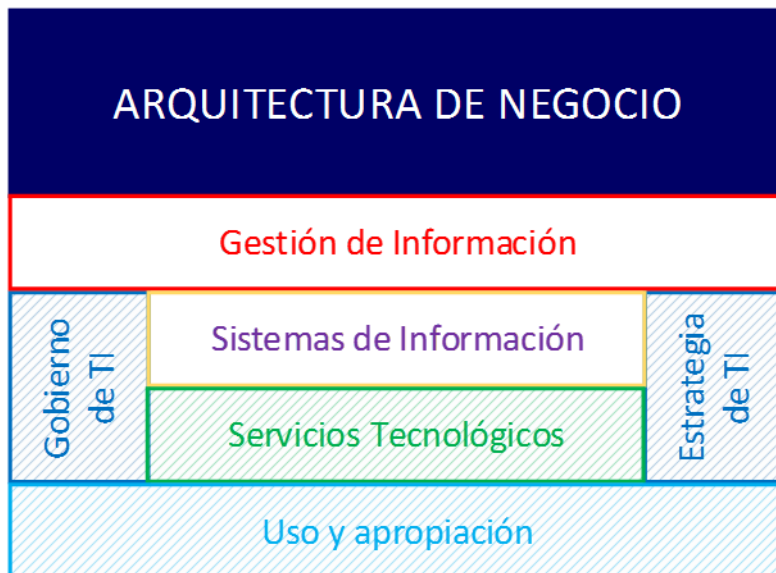 ARQUITECTURA DE NEGOCIO
Gestión de Información
Gobierno
de TI
Sistemas de Información
Servicios Tecnológicos
Estrategia
de TI
Uso y apropiación